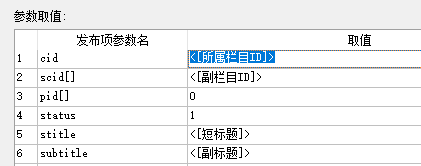 参数取值:
发布项参数名 取值
1 cid <[所属栏目ID]>
2 scid[] <[副栏目ID]>
3 pid[] 0
4 status 1
5 stitle <[短标题]>
6 subtitle <[副标题]>